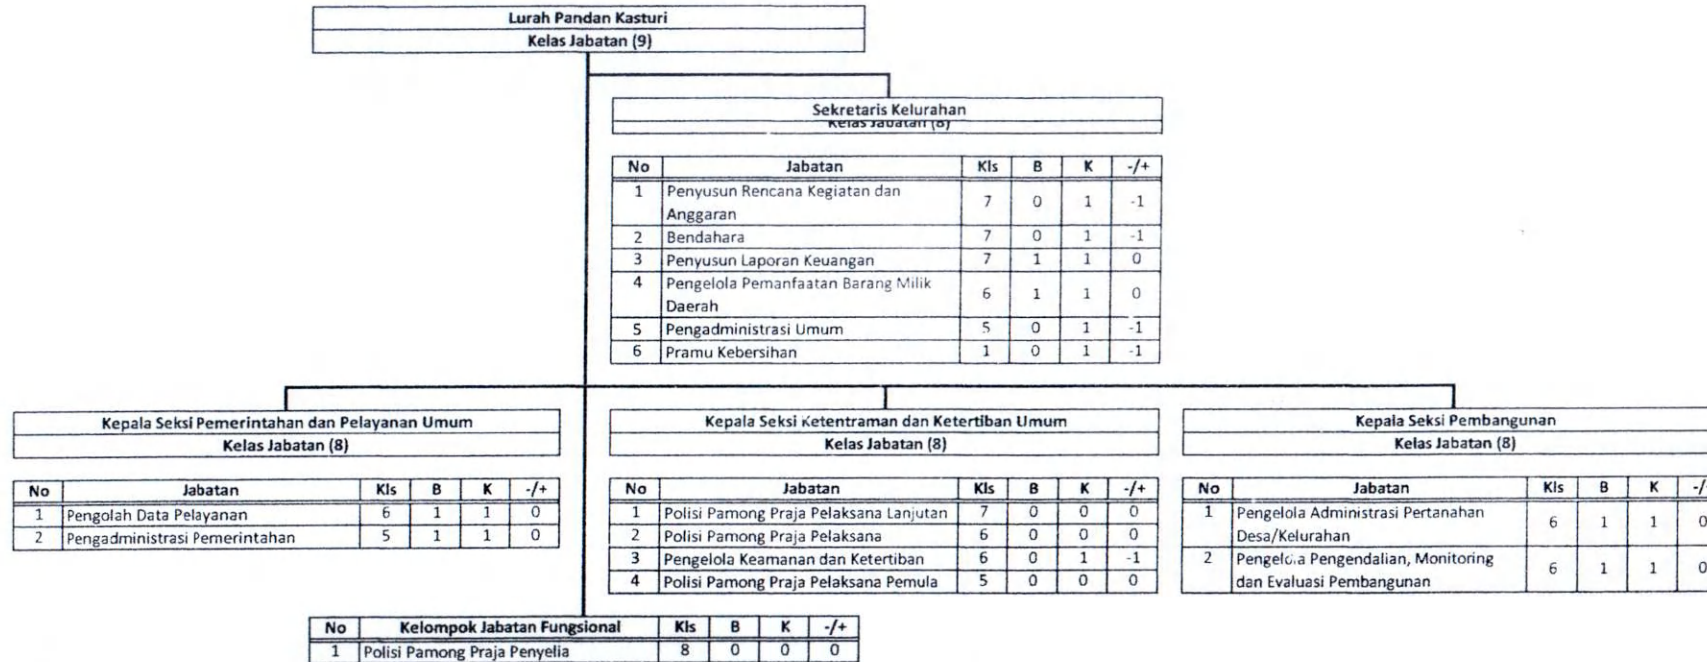 Lurah Pandan Kasturi
Kelas Jabatan (9)
Sekretaris Kelurahan
Kelas Jabatan (8)
No Jabatan Kls B K -/+
1 Penyusun Rencana Kegiatan dan Anggaran 7 0 1 -1
2 Bendahara 7 0 1 -1
3 Penyusun Laporan Keuangan 7 1 1 0
4 Pengelola Pemanfaatan Barang Milik Daerah 6 1 1 0
5 Pengadministrasi Umum 5 0 1 -1
6 Pramu Kebersihan 1 0 1 -1
Kepala Seksi Pemerintahan dan Pelayanan Umum
Kelas Jabatan (8)
No Jabatan Kls B K -/+
1 Pengolah Data Pelayanan 6 1 1 0
2 Pengadministrasi Pemerintahan 5 1 1 0
Kepala Seksi Ketentraman dan Ketertiban Umum
Kelas Jabatan (8)
No Jabatan Kls B K -/+
1 Polisi Pamong Praja Pelaksana Lanjutan 7 0 0 0
2 Polisi Pamong Praja Pelaksana 6 0 0 0
3 Pengelola Keamanan dan Ketertiban 6 0 1 -1
4 Polisi Pamong Praja Pelaksana Pemula 5 0 0 0
Kepala Seksi Pembangunan
Kelas Jabatan (8)
No Jabatan Kls B K -/
1 Pengelola Administrasi Pertanahan Desa/Kelurahan 6 1 1 0
2 Pengelola Pengendalian, Monitoring dan Evaluasi Pembangunan 6 1 1 0
No Kelompok Jabatan Fungsional Kls B K -/+
1 Polisi Pamong Praja Penyelia 8 0 0 0